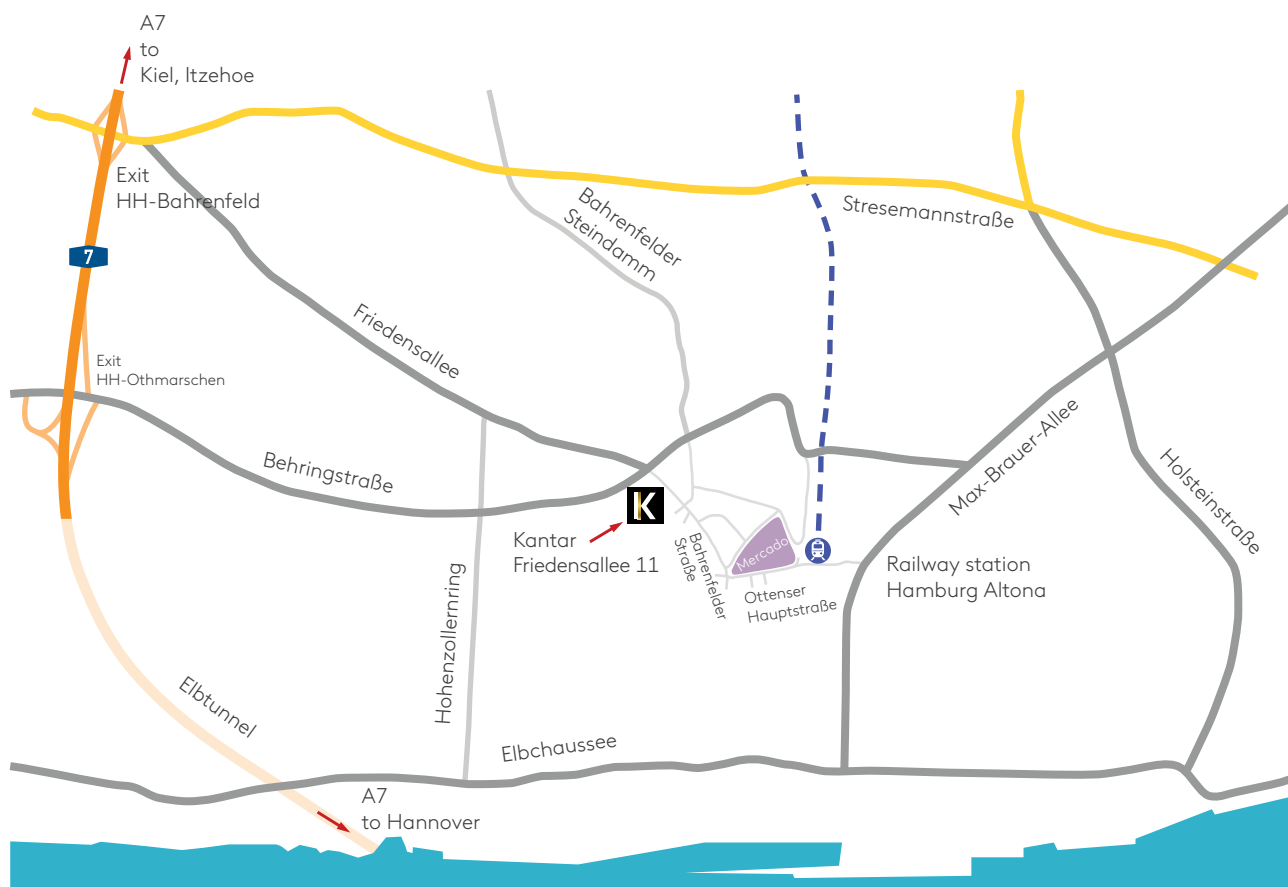 A7
to
Kiel, Itzehoe
Exit
HH-Bahrenfeld
7
Bahrenfelder
Steindamm
Stresemannstraße
Friedensallee
Exit
HH-Othmarschen
Max-Brauer-Allee
Behringstraße
Holsteinstraße
K
Kantar
Friedensallee 11
Bahrenfelder
Straße
Mercado
Railway station
Hamburg Altona
Ottenser
Hauptstraße
Hohenzollernring
Elbtunnel
Elbchaussee
A7
to Hannover